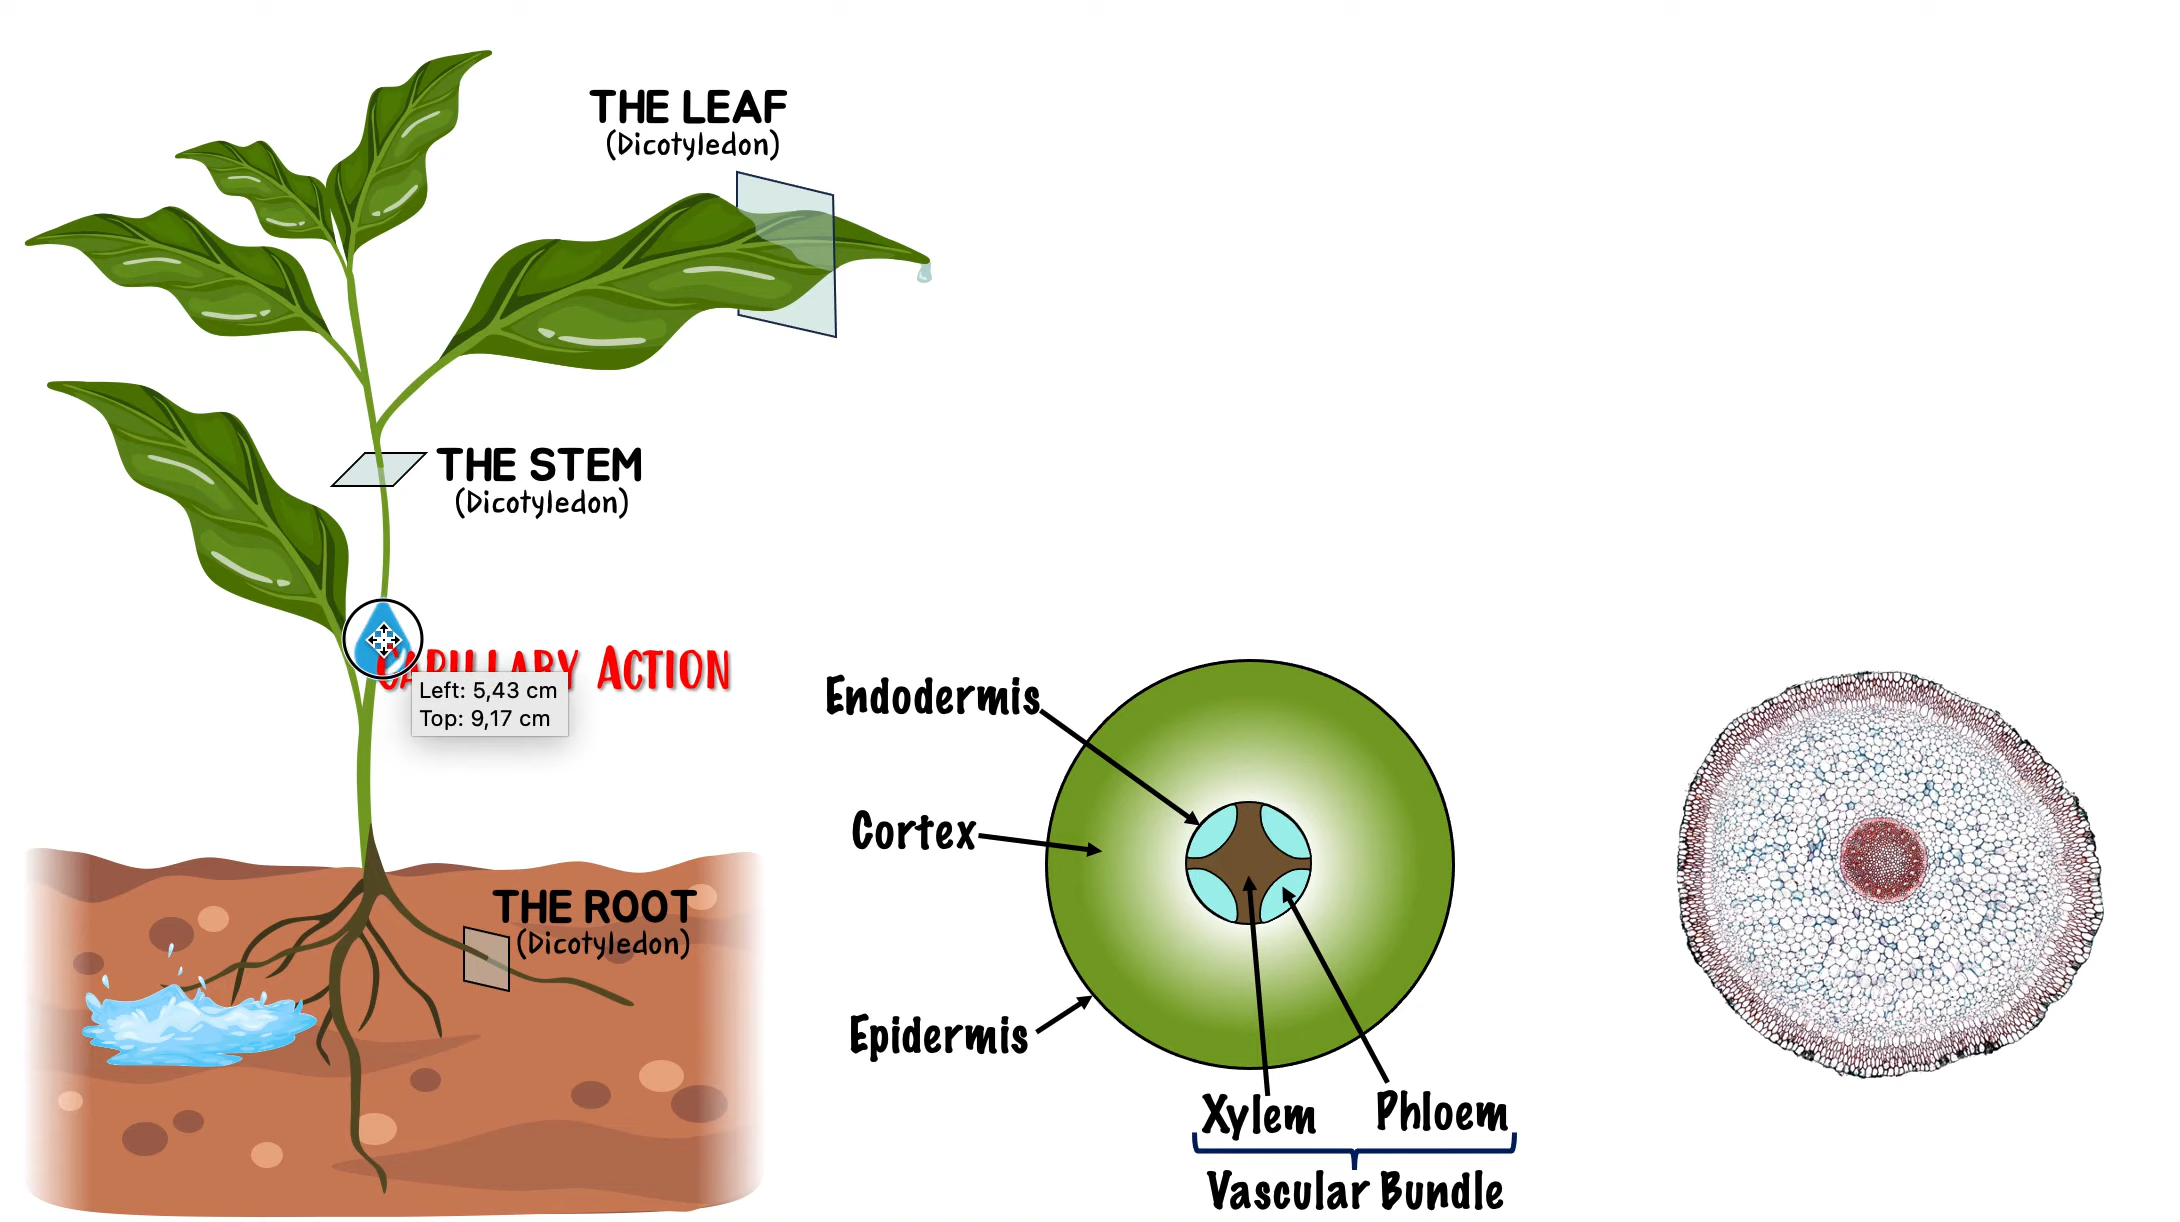 THE LEAF
(Dicotyledon)
THE STEM
(Dicotyledon)
CAPILLARY ACTION
Left: 5,43 cm
Top: 9,17 cm
THE ROOT
(Dicotyledon)
Endodermis
Cortex
Epidermis
Xylem
Phloem
Vascular Bundle